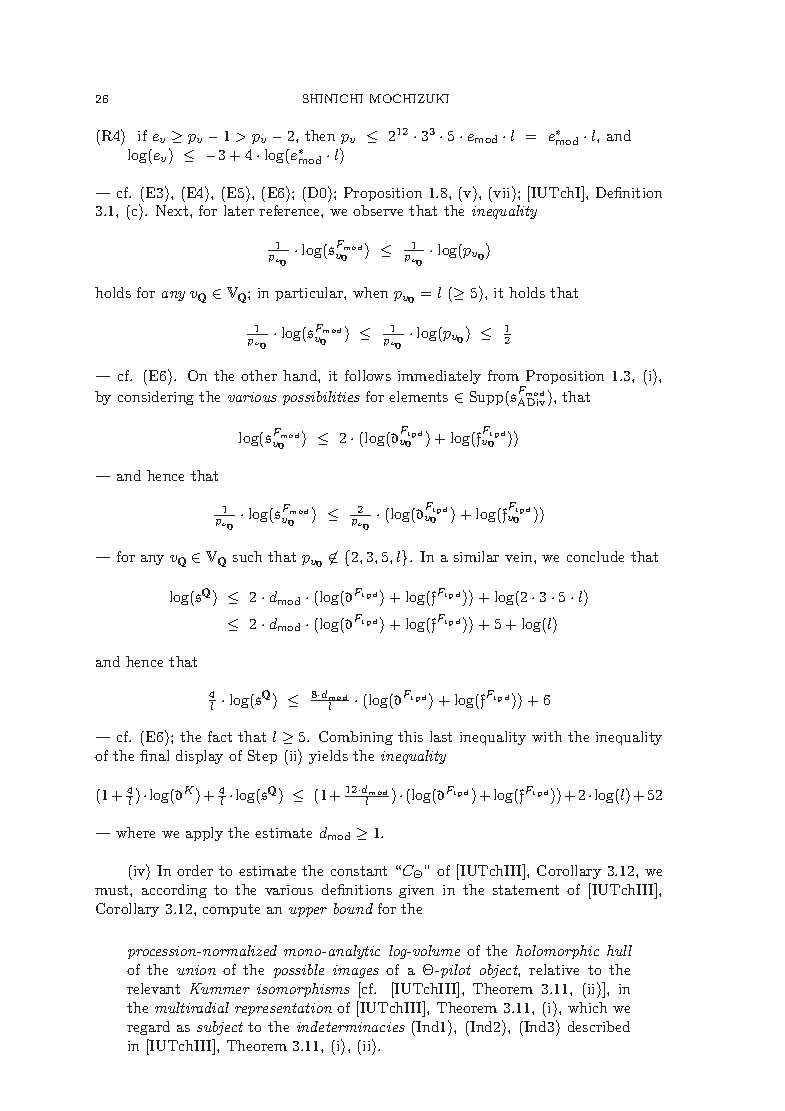 26 SHINICHI MOCHIZUKI
(R4) if e_v ≥ p_v − 1 > p_v − 2, then p_v ≤ 2^{12} · 3^3 · 5 · e_mod · l = e*_mod · l, and
log(e_v) ≤ −3 + 4 · log(e*_mod · l)
— cf. (E3), (E4), (E5), (E6); (D0); Proposition 1.8, (v), (vii); [IUTchI], Definition
3.1, (c). Next, for later reference, we observe that the inequality
1/p_{v_ℚ} · log(𝔰^{F_mod}_{v_ℚ}) ≤ 1/p_{v_ℚ} · log(p_{v_ℚ})
holds for any v_ℚ ∈ 𝕍_ℚ; in particular, when p_{v_ℚ} = l (≥ 5), it holds that
1/p_{v_ℚ} · log(𝔰^{F_mod}_{v_ℚ}) ≤ 1/p_{v_ℚ} · log(p_{v_ℚ}) ≤ 1/2
— cf. (E6). On the other hand, it follows immediately from Proposition 1.3, (i),
by considering the various possibilities for elements ∈ Supp(𝔰^{F_mod}_{ADiv}), that
log(𝔰^{F_mod}_{v_ℚ}) ≤ 2 · (log(𝔡^{F_tpd}_{v_ℚ}) + log(𝔣^{F_tpd}_{v_ℚ}))
— and hence that
1/p_{v_ℚ} · log(𝔰^{F_mod}_{v_ℚ}) ≤ 2/p_{v_ℚ} · (log(𝔡^{F_tpd}_{v_ℚ}) + log(𝔣^{F_tpd}_{v_ℚ}))
— for any v_ℚ ∈ 𝕍_ℚ such that p_{v_ℚ} ∉ {2, 3, 5, l}. In a similar vein, we conclude that
log(𝔰^ℚ) ≤ 2 · d_mod · (log(𝔡^{F_tpd}) + log(𝔣^{F_tpd})) + log(2 · 3 · 5 · l)
≤ 2 · d_mod · (log(𝔡^{F_tpd}) + log(𝔣^{F_tpd})) + 5 + log(l)
and hence that
4/l · log(𝔰^ℚ) ≤ 8·d_mod/l · (log(𝔡^{F_tpd}) + log(𝔣^{F_tpd})) + 6
— cf. (E6); the fact that l ≥ 5. Combining this last inequality with the inequality
of the final display of Step (ii) yields the inequality
(1 + 4/l) · log(𝔡^K) + 4/l · log(𝔰^ℚ) ≤ (1 + 12·d_mod/l) · (log(𝔡^{F_tpd}) + log(𝔣^{F_tpd})) + 2 · log(l) + 52
— where we apply the estimate d_mod ≥ 1.
(iv) In order to estimate the constant “C_Θ” of [IUTchIII], Corollary 3.12, we
must, according to the various definitions given in the statement of [IUTchIII],
Corollary 3.12, compute an upper bound for the
procession-normalized mono-analytic log-volume of the holomorphic hull
of the union of the possible images of a Θ-pilot object, relative to the
relevant Kummer isomorphisms [cf. [IUTchIII], Theorem 3.11, (ii)], in
the multiradial representation of [IUTchIII], Theorem 3.11, (i), which we
regard as subject to the indeterminacies (Ind1), (Ind2), (Ind3) described
in [IUTchIII], Theorem 3.11, (i), (ii).